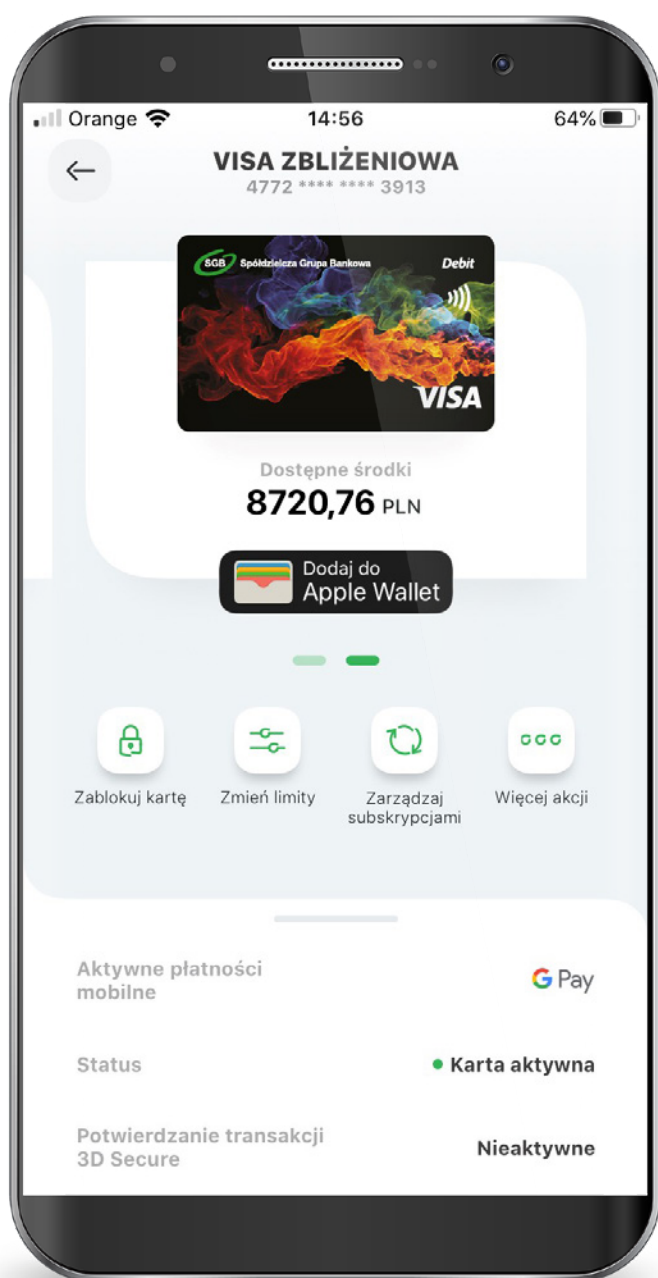 Orange 14:56 64%
VISA ZBLIŻENIOWA
4772 **** **** 3913
SGB Spółdzielcza Grupa Bankowa Debit
VISA
Dostępne środki
8720,76 PLN
Dodaj do
Apple Wallet
Zablokuj kartę Zmień limity Zarządzaj Więcej akcji
subskrypcjami
Aktywne płatności
mobilne
G Pay
Status Karta aktywna
Potwierdzanie transakcji
3D Secure
Nieaktywne